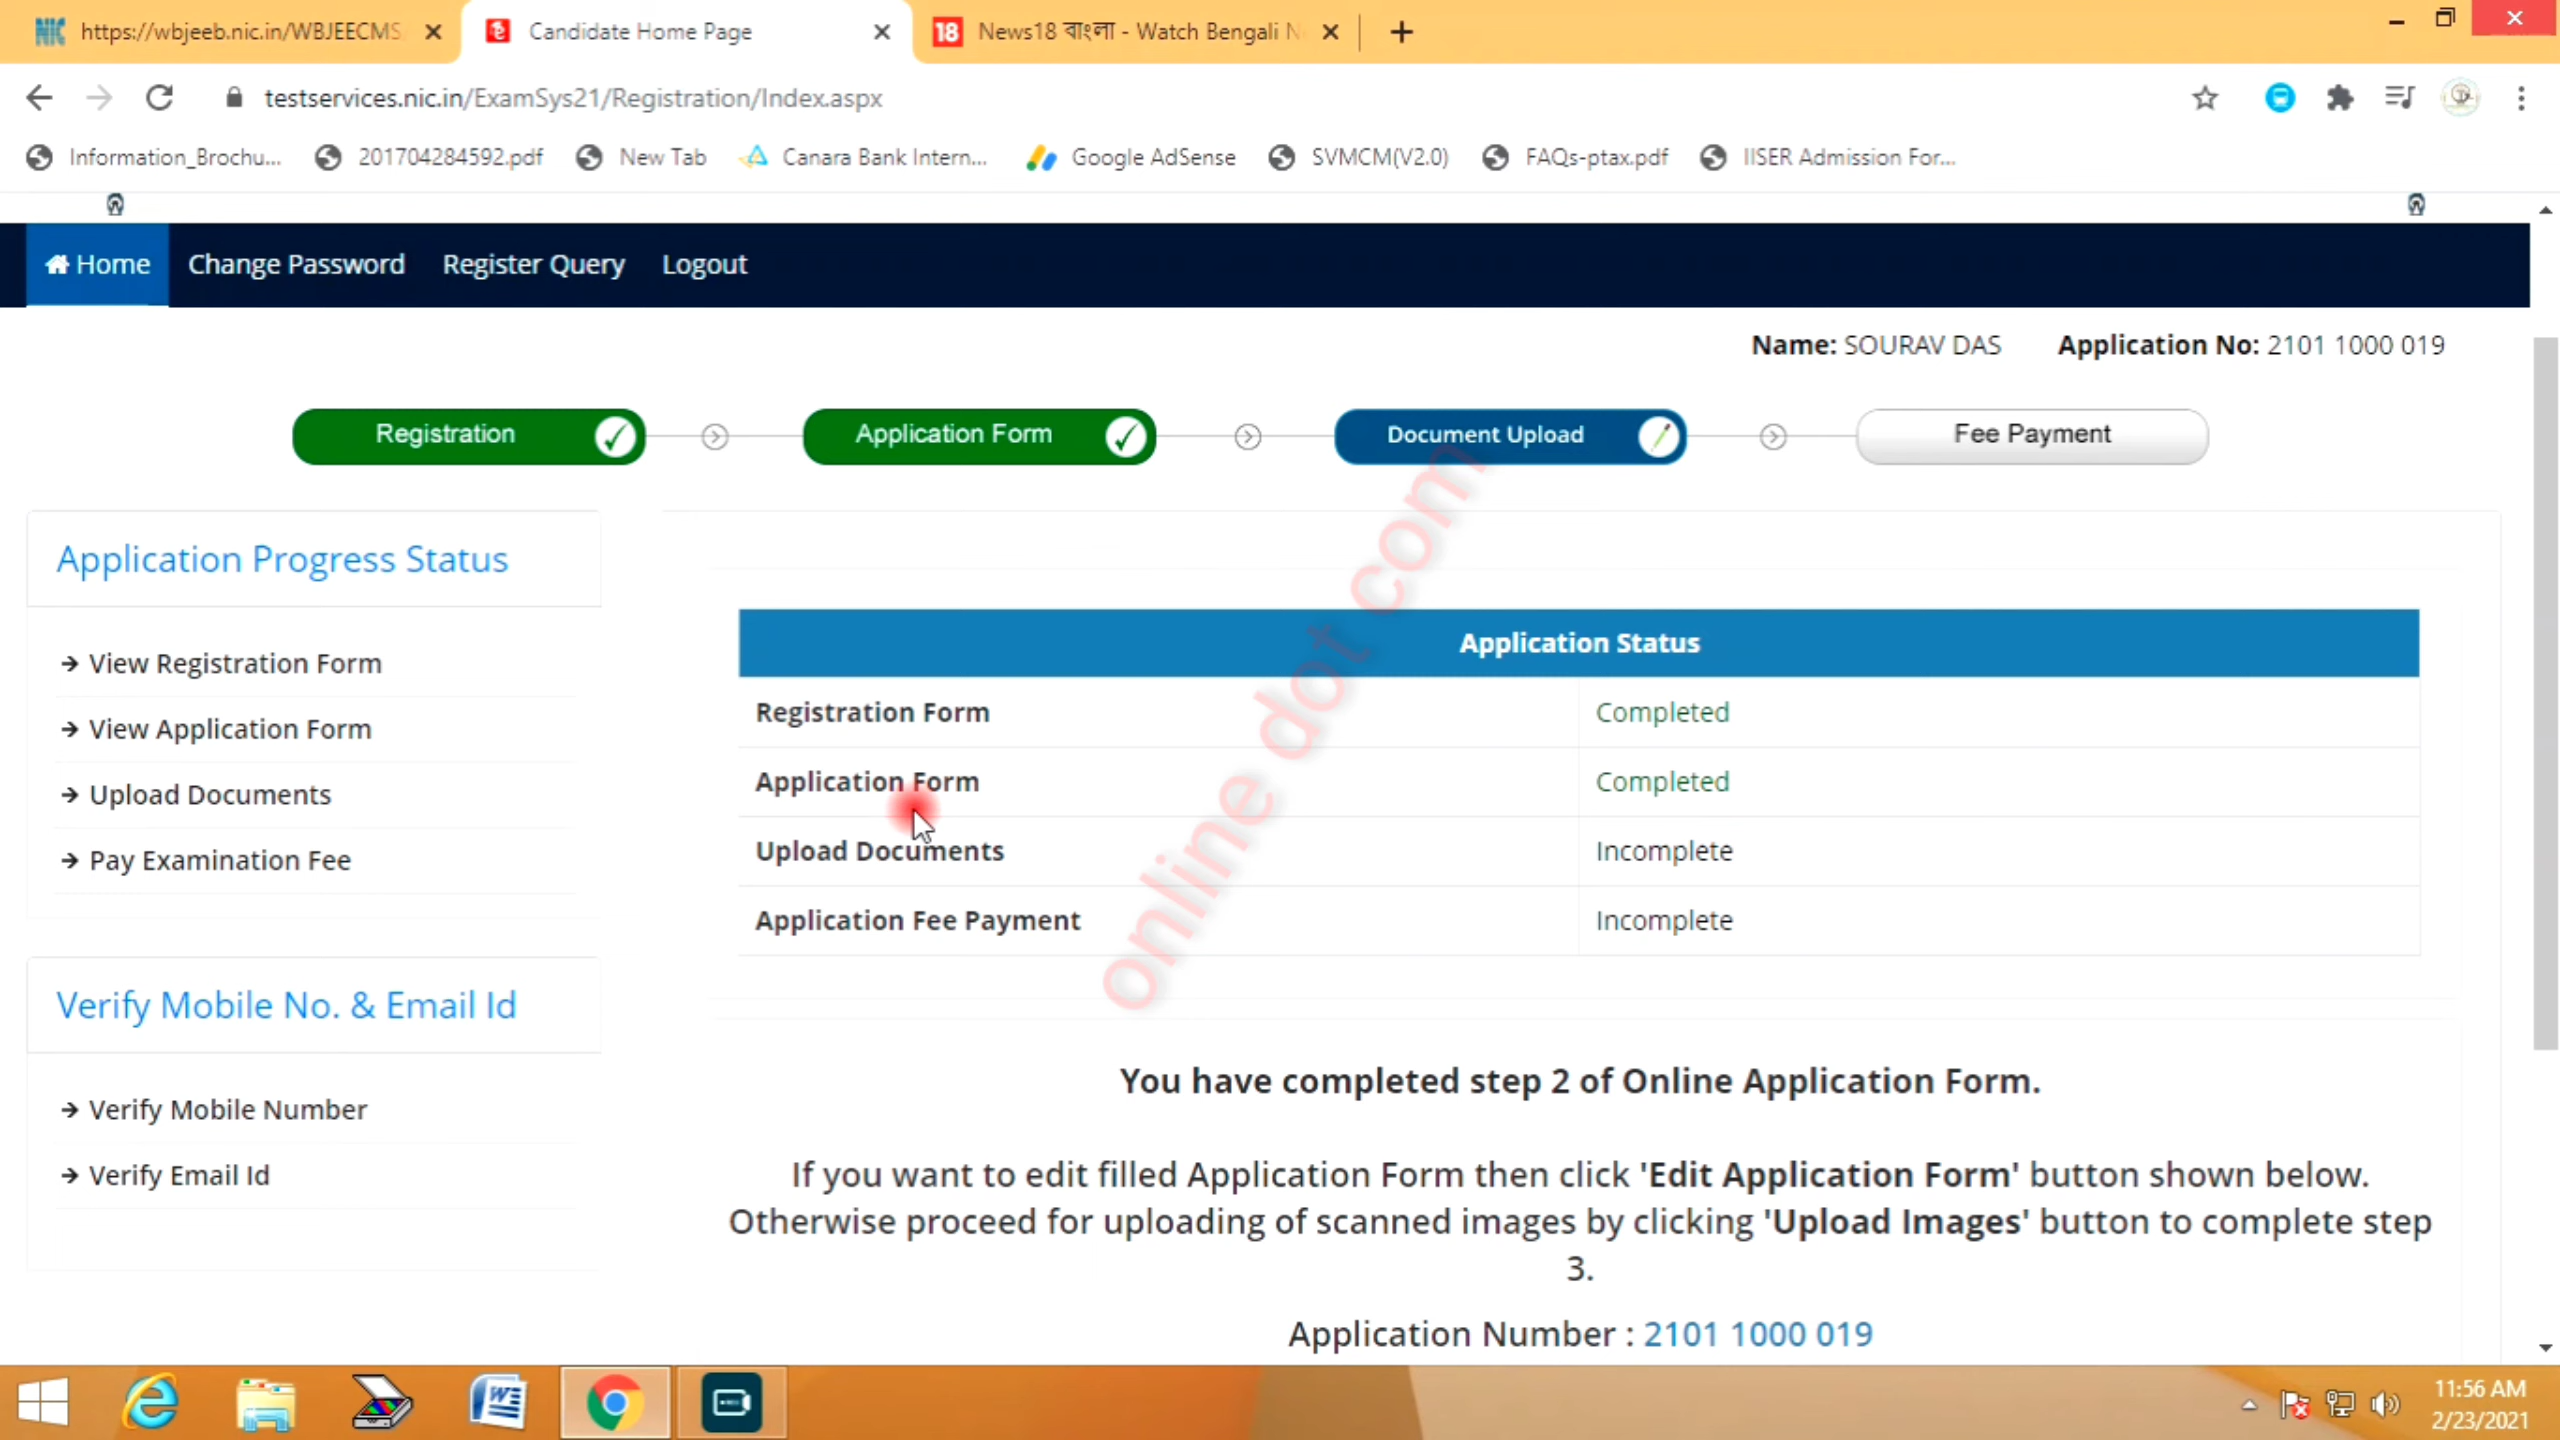 NIC https://wbjeeb.nic.in/WBJEECMS
Candidate Home Page
18 News18 বাংলা - Watch Bengali N
testservices.nic.in/ExamSys21/Registration/Index.aspx
Information_Brochu...
201704284592.pdf
New Tab
Canara Bank Intern...
Google AdSense
SVMCM(V2.0)
FAQs-ptax.pdf
IISER Admission For...
Home
Change Password
Register Query
Logout
Name: SOURAV DAS
Application No: 2101 1000 019
Registration
Application Form
Document Upload
Fee Payment
Application Progress Status
View Registration Form
View Application Form
Upload Documents
Pay Examination Fee
Verify Mobile No. & Email Id
Verify Mobile Number
Verify Email Id
Application Status
Registration Form Completed
Application Form Completed
Upload Documents Incomplete
Application Fee Payment Incomplete
online dot com
You have completed step 2 of Online Application Form.
If you want to edit filled Application Form then click 'Edit Application Form' button shown below.
Otherwise proceed for uploading of scanned images by clicking 'Upload Images' button to complete step
3.
Application Number : 2101 1000 019
11:56 AM
2/23/2021